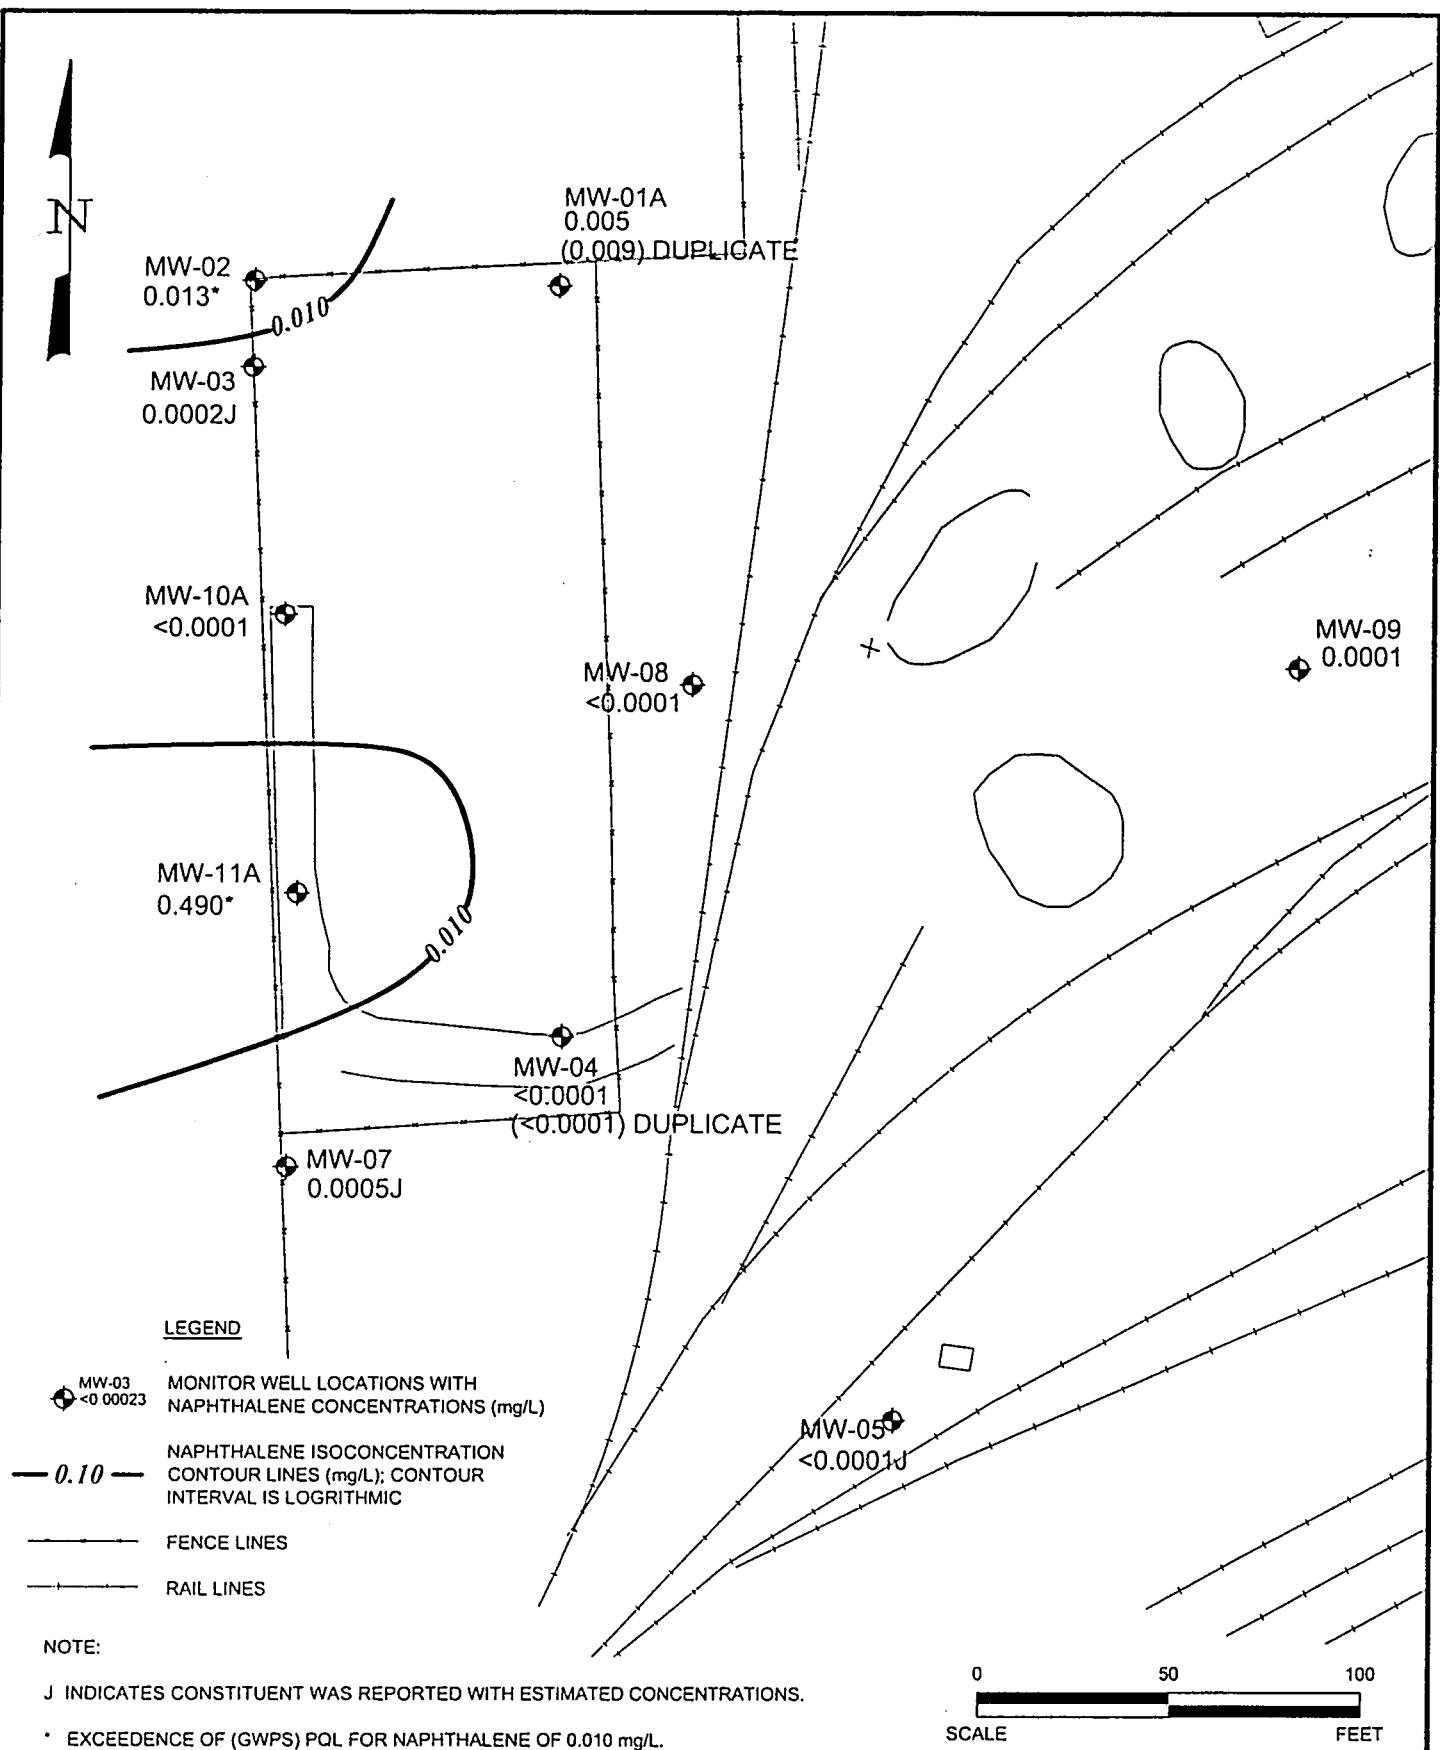 N
MW-01A
0.005
(0.009) DUPLICATE
MW-02
0.013*
0.010
MW-03
0.0002J
MW-10A
<0.0001
MW-08
<0.0001
MW-09
0.0001
MW-11A
0.490*
0.010
MW-04
<0.0001
(<0.0001) DUPLICATE
MW-07
0.0005J
MW-05
<0.0001J
LEGEND
MW-03
<0.00023
MONITOR WELL LOCATIONS WITH
NAPHTHALENE CONCENTRATIONS (mg/L)
0.10
NAPHTHALENE ISOCONCENTRATION
CONTOUR LINES (mg/L); CONTOUR
INTERVAL IS LOGRITHMIC
FENCE LINES
RAIL LINES
NOTE:
J INDICATES CONSTITUENT WAS REPORTED WITH ESTIMATED CONCENTRATIONS.
* EXCEEDENCE OF (GWPS) PQL FOR NAPHTHALENE OF 0.010 mg/L.
0 50 100
SCALE FEET